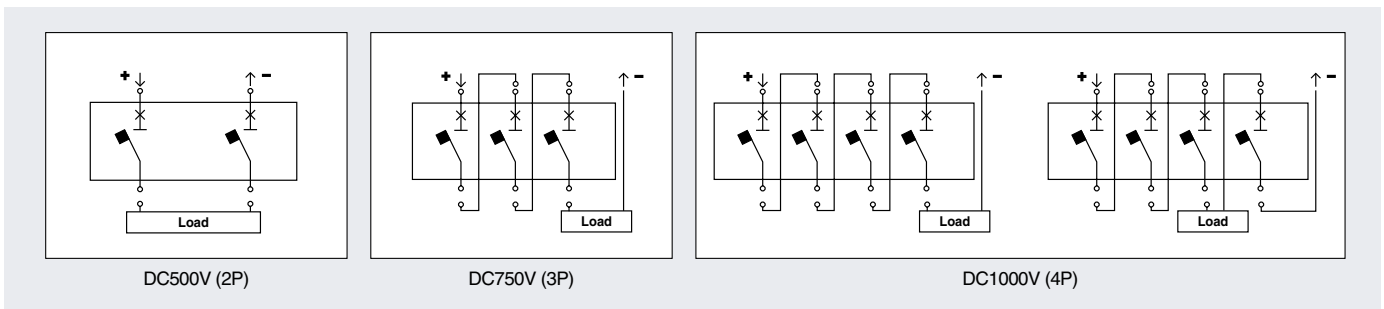 + −
+ −
+ −
+ −
Load
Load
Load
Load
DC500V (2P)
DC750V (3P)
DC1000V (4P)